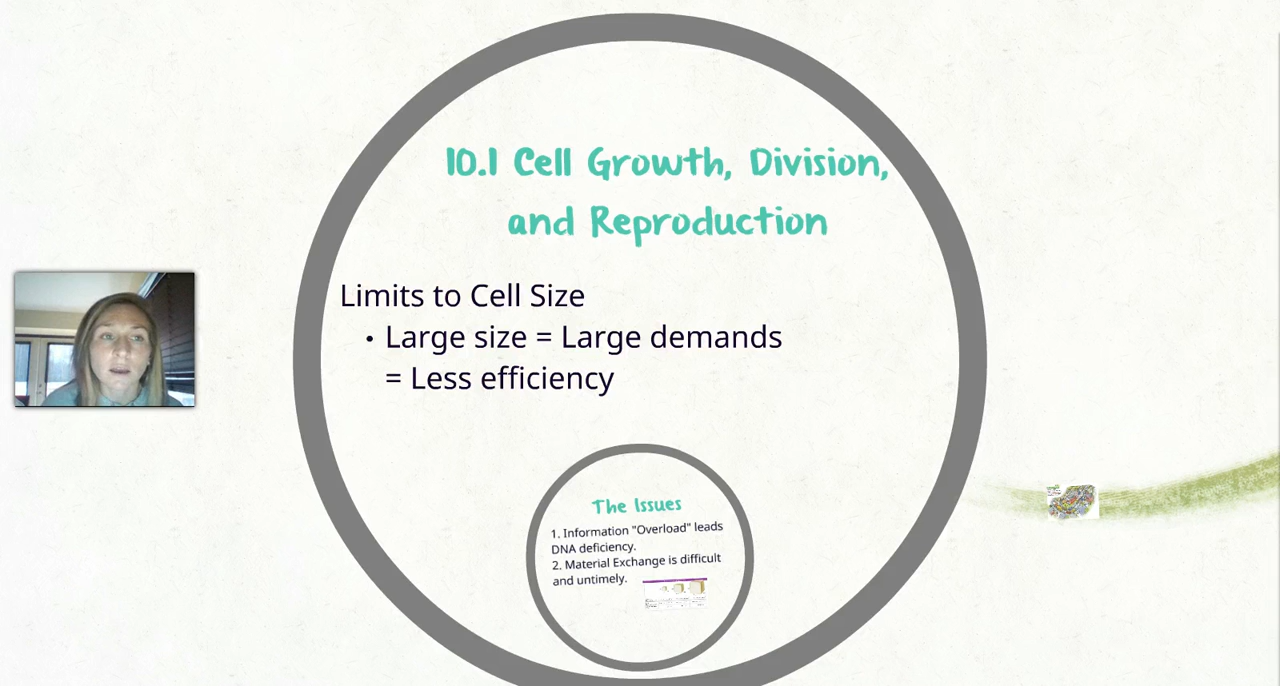 10.1 Cell Growth, Division,
and Reproduction
Limits to Cell Size
• Large size = Large demands
= Less efficiency
The Issues
1. Information "Overload" leads
DNA deficiency.
2. Material Exchange is difficult
and untimely.